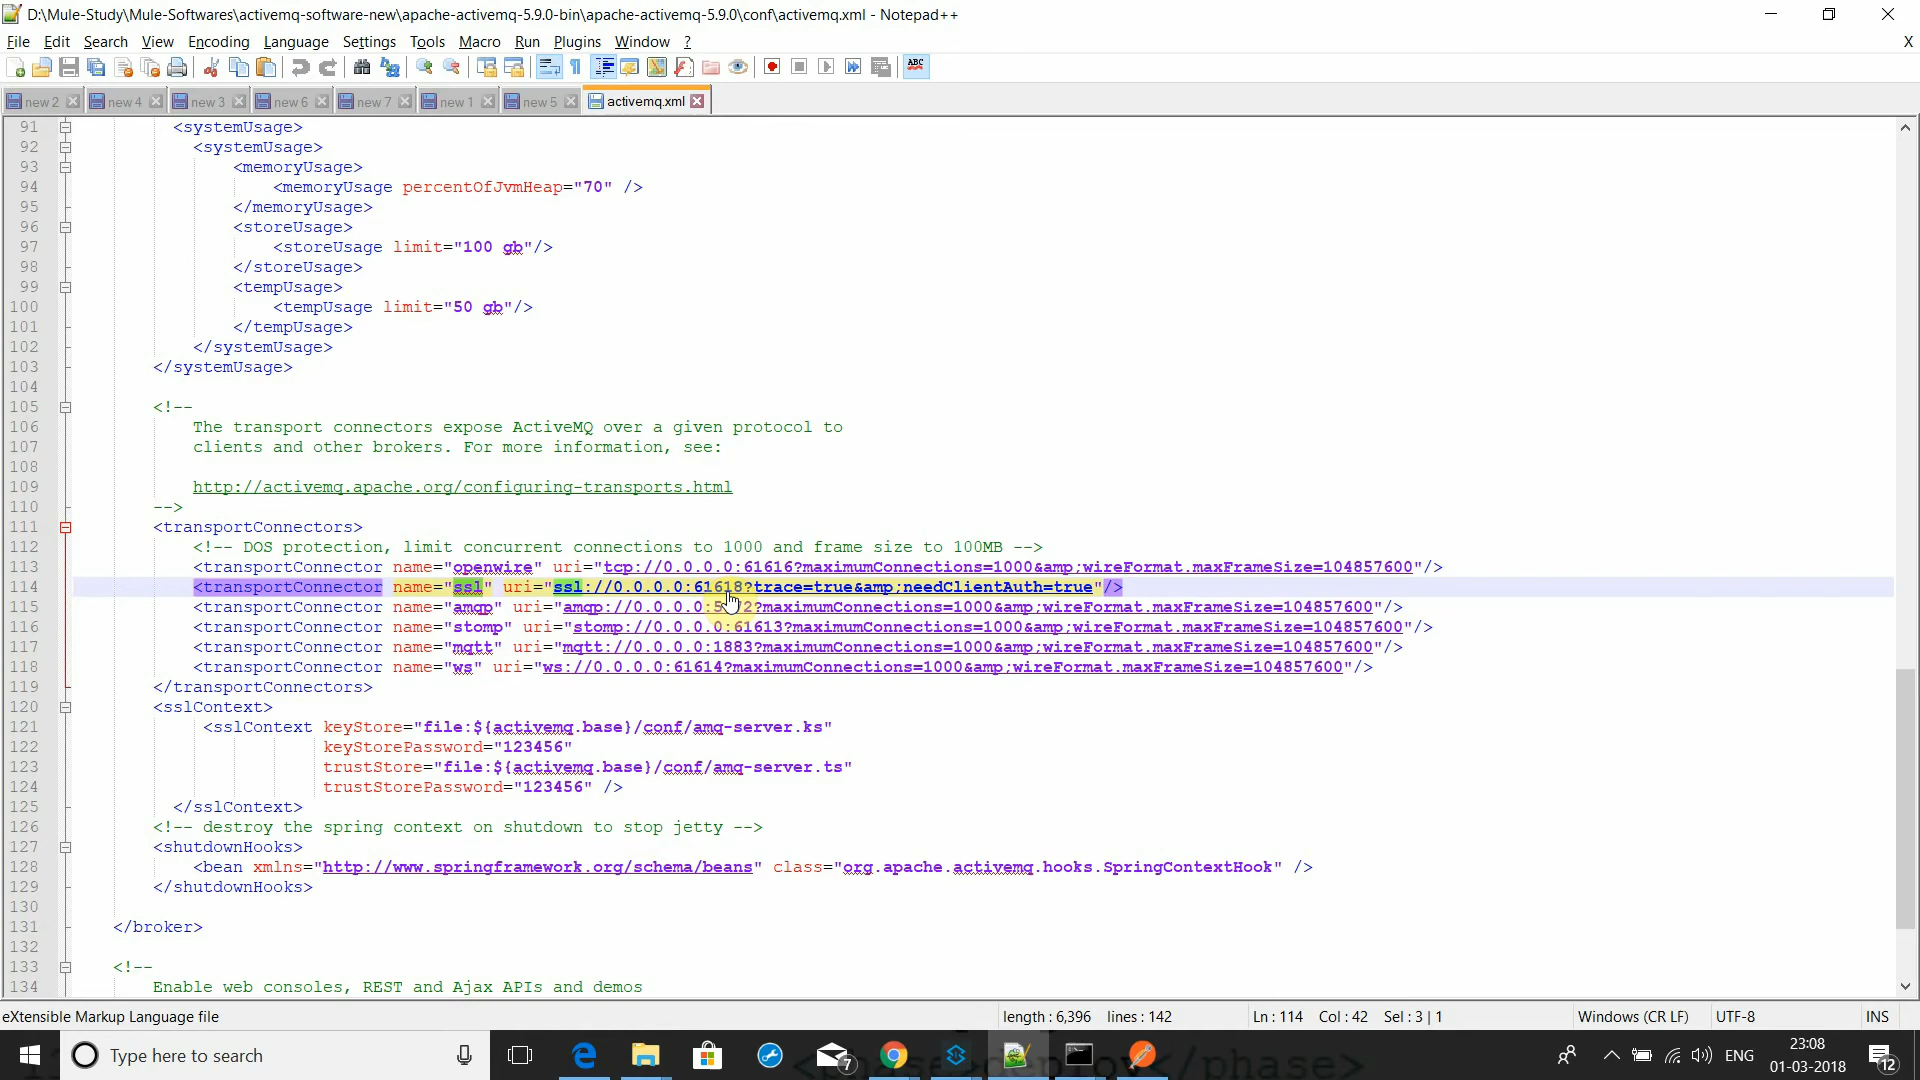 D:\Mule-Study\Mule-Softwares\activemq-software-new\apache-activemq-5.9.0-bin\apache-activemq-5.9.0\conf\activemq.xml - Notepad++
File Edit Search View Encoding Language Settings Tools Macro Run Plugins Window ? X
ABC
new 2 new 4 new 3 new 6 new 7 new 1 new 5 activemq.xml
91 <systemUsage>
92 <systemUsage>
93 <memoryUsage>
94 <memoryUsage percentOfJvmHeap="70" />
95 </memoryUsage>
96 <storeUsage>
97 <storeUsage limit="100 gb"/>
98 </storeUsage>
99 <tempUsage>
100 <tempUsage limit="50 gb"/>
101 </tempUsage>
102 </systemUsage>
103 </systemUsage>
104
105 <!--
106 The transport connectors expose ActiveMQ over a given protocol to
107 clients and other brokers. For more information, see:
108
109 http://activemq.apache.org/configuring-transports.html
110 -->
111 <transportConnectors>
112 <!-- DOS protection, limit concurrent connections to 1000 and frame size to 100MB -->
113 <transportConnector name="openwire" uri="tcp://0.0.0.0:61616?maximumConnections=1000&amp;wireFormat.maxFrameSize=104857600"/>
114 <transportConnector name="ssl" uri="ssl://0.0.0.0:61618?trace=true&amp;needClientAuth=true"/>
115 <transportConnector name="amqp" uri="amqp://0.0.0.0:5672?maximumConnections=1000&amp;wireFormat.maxFrameSize=104857600"/>
116 <transportConnector name="stomp" uri="stomp://0.0.0.0:61613?maximumConnections=1000&amp;wireFormat.maxFrameSize=104857600"/>
117 <transportConnector name="mqtt" uri="mqtt://0.0.0.0:1883?maximumConnections=1000&amp;wireFormat.maxFrameSize=104857600"/>
118 <transportConnector name="ws" uri="ws://0.0.0.0:61614?maximumConnections=1000&amp;wireFormat.maxFrameSize=104857600"/>
119 </transportConnectors>
120 <sslContext>
121 <sslContext keyStore="file:${activemq.base}/conf/amq-server.ks"
122 keyStorePassword="123456"
123 trustStore="file:${activemq.base}/conf/amq-server.ts"
124 trustStorePassword="123456" />
125 </sslContext>
126 <!-- destroy the spring context on shutdown to stop jetty -->
127 <shutdownHooks>
128 <bean xmlns="http://www.springframework.org/schema/beans" class="org.apache.activemq.hooks.SpringContextHook" />
129 </shutdownHooks>
130
131 </broker>
132
133 <!--
134 Enable web consoles, REST and Ajax APIs and demos
eXtensible Markup Language file length : 6,396 lines : 142 Ln : 114 Col : 42 Sel : 3 | 1 Windows (CR LF) UTF-8 INS
Type here to search 7 <phase>deploy</phase> ENG 23:08
01-03-2018 12